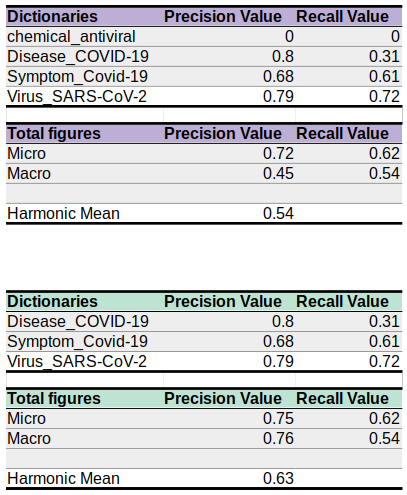 Dictionaries Precision Value Recall Value
chemical_antiviral 0 0
Disease_COVID-19 0.8 0.31
Symptom_Covid-19 0.68 0.61
Virus_SARS-CoV-2 0.79 0.72
Total figures Precision Value Recall Value
Micro 0.72 0.62
Macro 0.45 0.54
Harmonic Mean 0.54
Dictionaries Precision Value Recall Value
Disease_COVID-19 0.8 0.31
Symptom_Covid-19 0.68 0.61
Virus_SARS-CoV-2 0.79 0.72
Total figures Precision Value Recall Value
Micro 0.75 0.62
Macro 0.76 0.54
Harmonic Mean 0.63